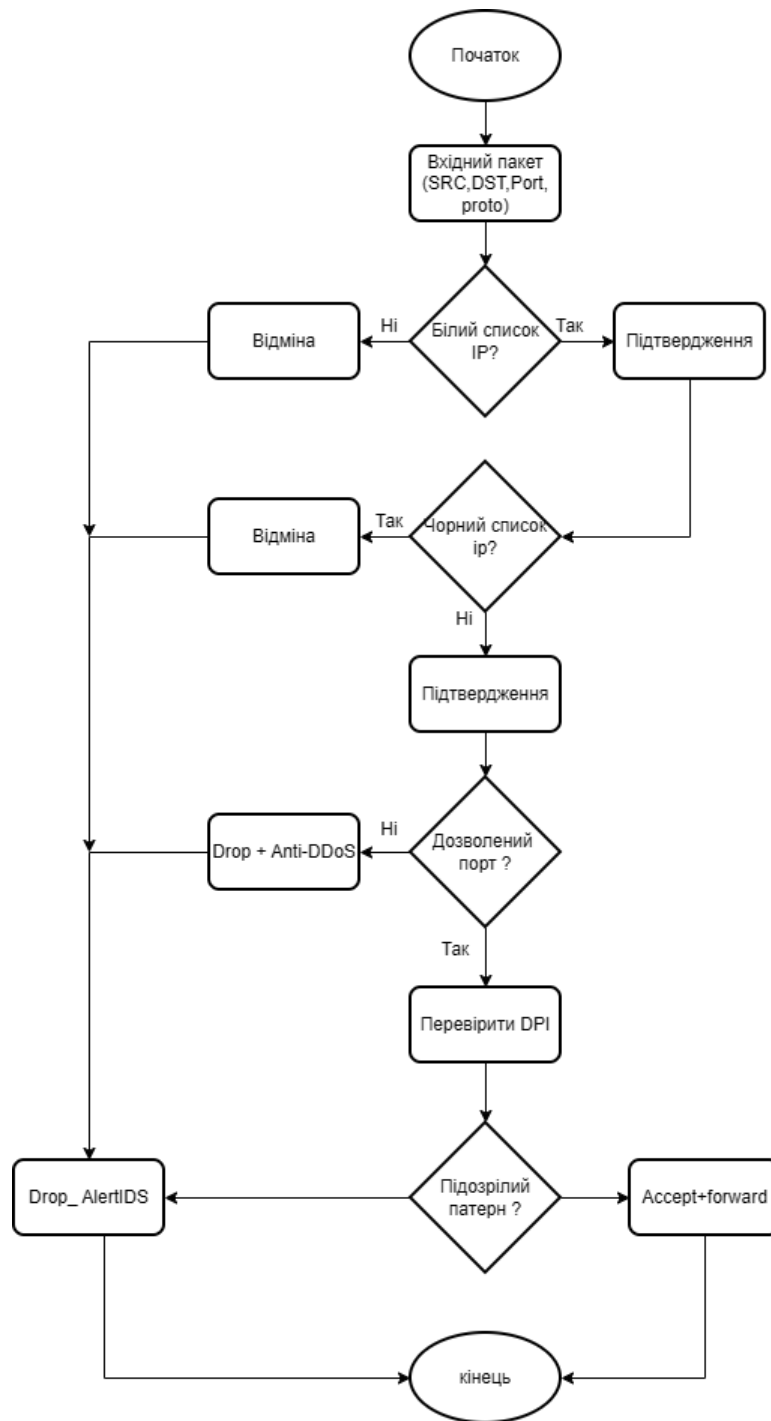 Початок
Вхідний пакет
(SRC,DST,Port,
proto)
Відміна
Ні
Білий список
IP?
Так
Підтвердження
Відміна
Так
Чорний список
ip?
Ні
Підтвердження
Drop + Anti-DDoS
Ні
Дозволений
порт ?
Так
Перевірити DPI
Drop_ AlertIDS
Підозрілий
патерн ?
Accept+forward
кінець